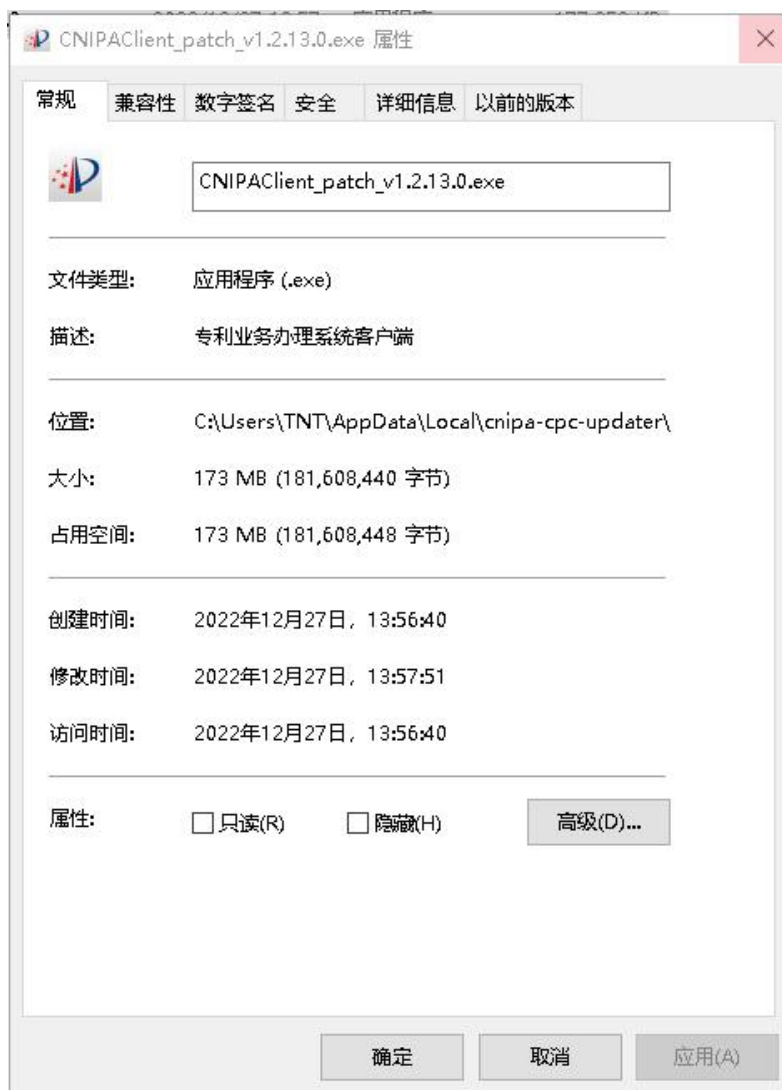 CNIPAClient_patch_v1.2.13.0.exe 属性
常规 兼容性 数字签名 安全 详细信息 以前的版本
CNIPAClient_patch_v1.2.13.0.exe
文件类型: 应用程序 (.exe)
描述: 专利业务办理系统客户端
位置: C:\Users\TNT\AppData\Local\cnipa-cpc-updater\
大小: 173 MB (181,608,440 字节)
占用空间: 173 MB (181,608,448 字节)
创建时间: 2022年12月27日，13:56:40
修改时间: 2022年12月27日，13:57:51
访问时间: 2022年12月27日，13:56:40
属性: 只读(R) 隐藏(H) 高级(D)...
确定 取消 应用(A)